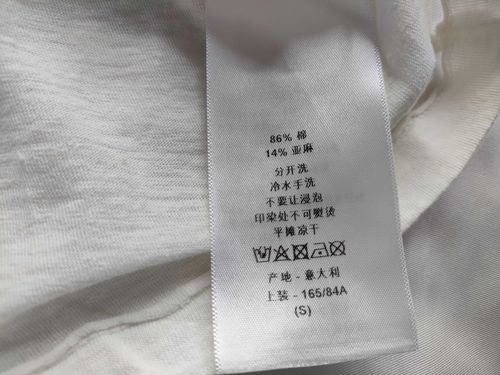 86% 棉
14% 亚麻
分开洗
冷水手洗
不要让浸泡
印染处不可熨烫
平摊凉干
产地 - 意大利
上装 - 165/84A
(S)